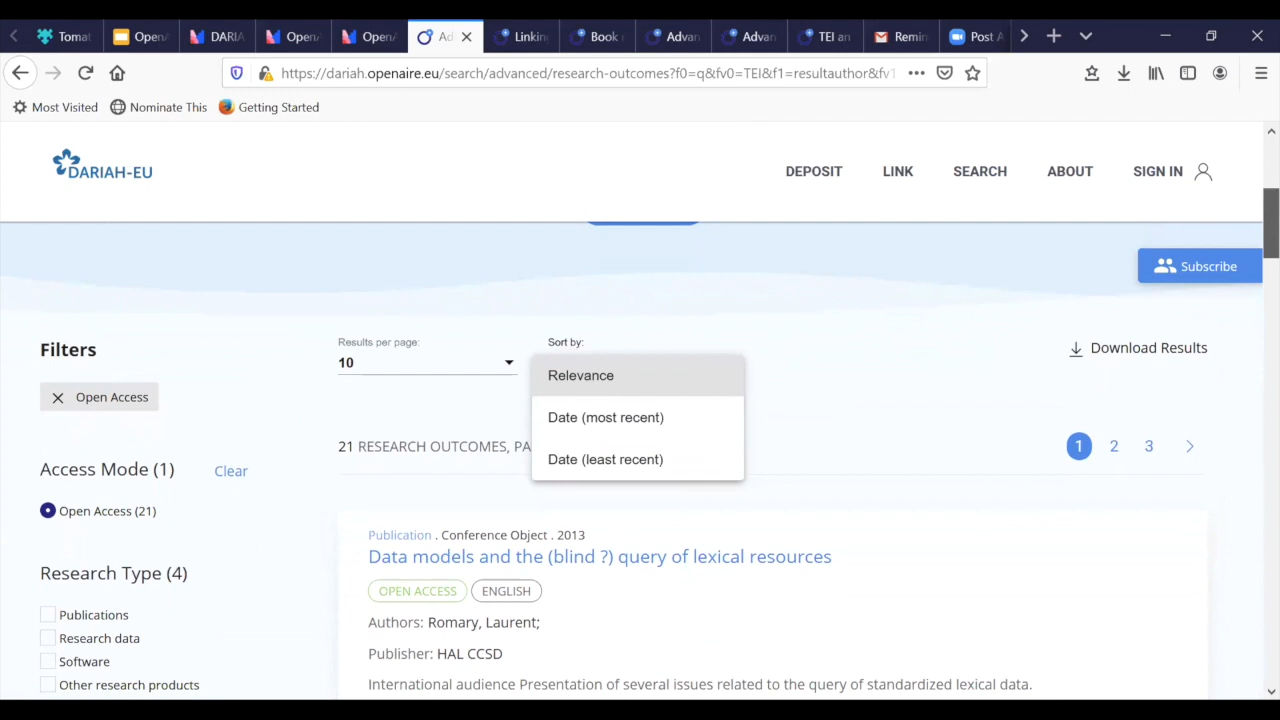 Tomat
OpenA
DARIA
OpenA
OpenA
Ad
Linking
Book
Advan
Advan
TEI an
Remin
Post A
https://dariah.openaire.eu/search/advanced/research-outcomes?f0=q&fv0=TEI&f1=resultauthor&fv1
Most Visited
Nominate This
Getting Started
DARIAH-EU
DEPOSIT
LINK
SEARCH
ABOUT
SIGN IN
Subscribe
Filters
Results per page:
Sort by:
10
Download Results
Relevance
Open Access
Date (most recent)
21 RESEARCH OUTCOMES, PA
1 2 3
Date (least recent)
Access Mode (1)
Clear
Open Access (21)
Publication . Conference Object . 2013
Data models and the (blind ?) query of lexical resources
Research Type (4)
OPEN ACCESS
ENGLISH
Publications
Authors: Romary, Laurent;
Research data
Publisher: HAL CCSD
Software
Other research products
International audience Presentation of several issues related to the query of standardized lexical data.